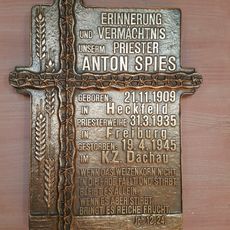 ERINNERUNG
UND VERMÄCHTNIS
UNSERM PRIESTER
ANTON SPIES
GEBOREN: 21.11.1909
IN Heckfeld
PRIESTERWEIHE 31.3.1935
IN Freiburg
GESTORBEN: 19.4.1945
IM K.Z. Dachau
WENN DAS WEIZENKORN NICHT
IN DIE ERDE FÄLLT UND STIRBT
BLEIBT ES ALLEIN
WENN ES ABER STIRBT
BRINGT ES REICHE FRUCHT
12,24